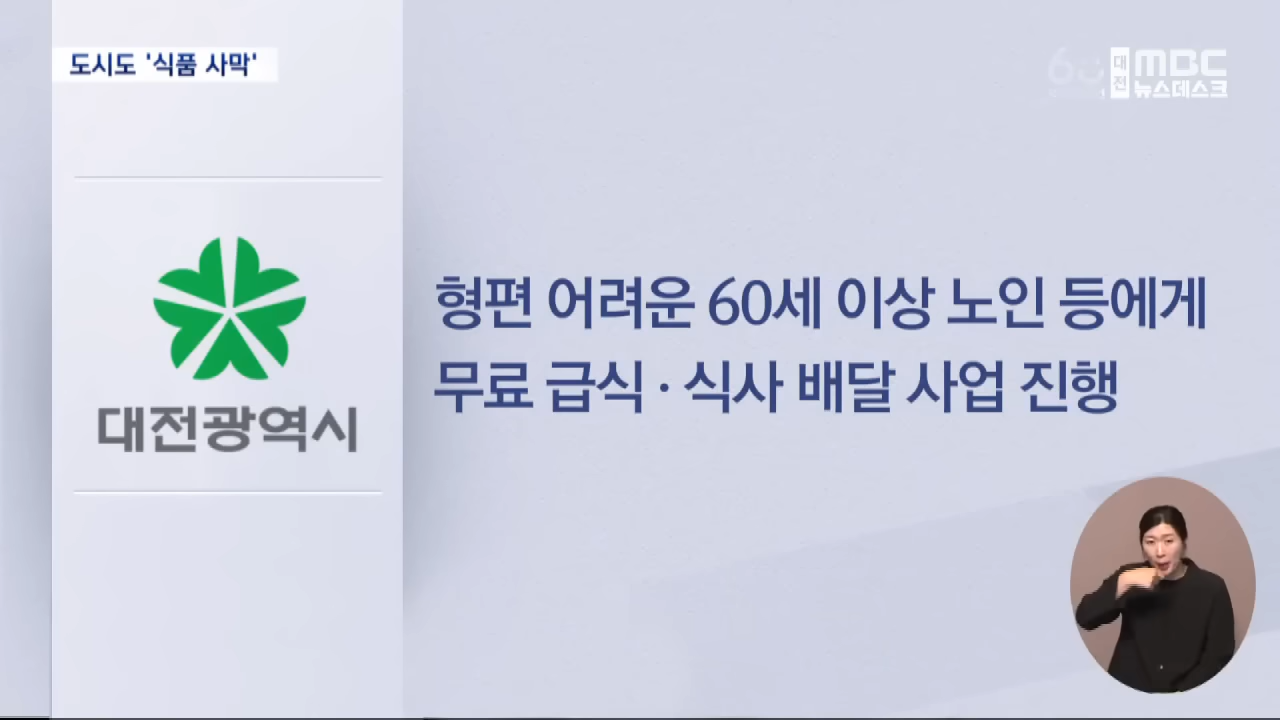 도시도 '식품 사막'
대전
MBC
뉴스데스크
대전광역시
형편 어려운 60세 이상 노인 등에게
무료 급식·식사 배달 사업 진행